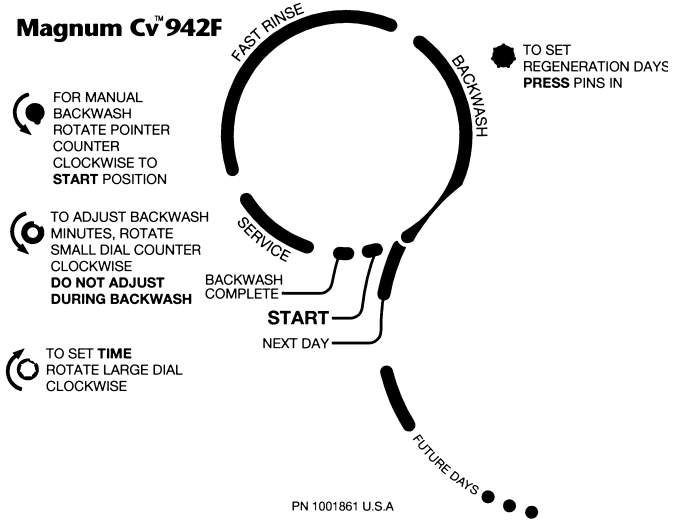 Magnum Cv™ 942F
FAST RINSE
BACKWASH
TO SET
REGENERATION DAYS
PRESS PINS IN
FOR MANUAL
BACKWASH
ROTATE POINTER
COUNTER
CLOCKWISE TO
START POSITION
TO ADJUST BACKWASH
MINUTES, ROTATE
SMALL DIAL COUNTER
CLOCKWISE
DO NOT ADJUST
DURING BACKWASH
SERVICE
BACKWASH
COMPLETE
START
NEXT DAY
TO SET TIME
ROTATE LARGE DIAL
CLOCKWISE
FUTURE DAYS
PN 1001861 U.S.A